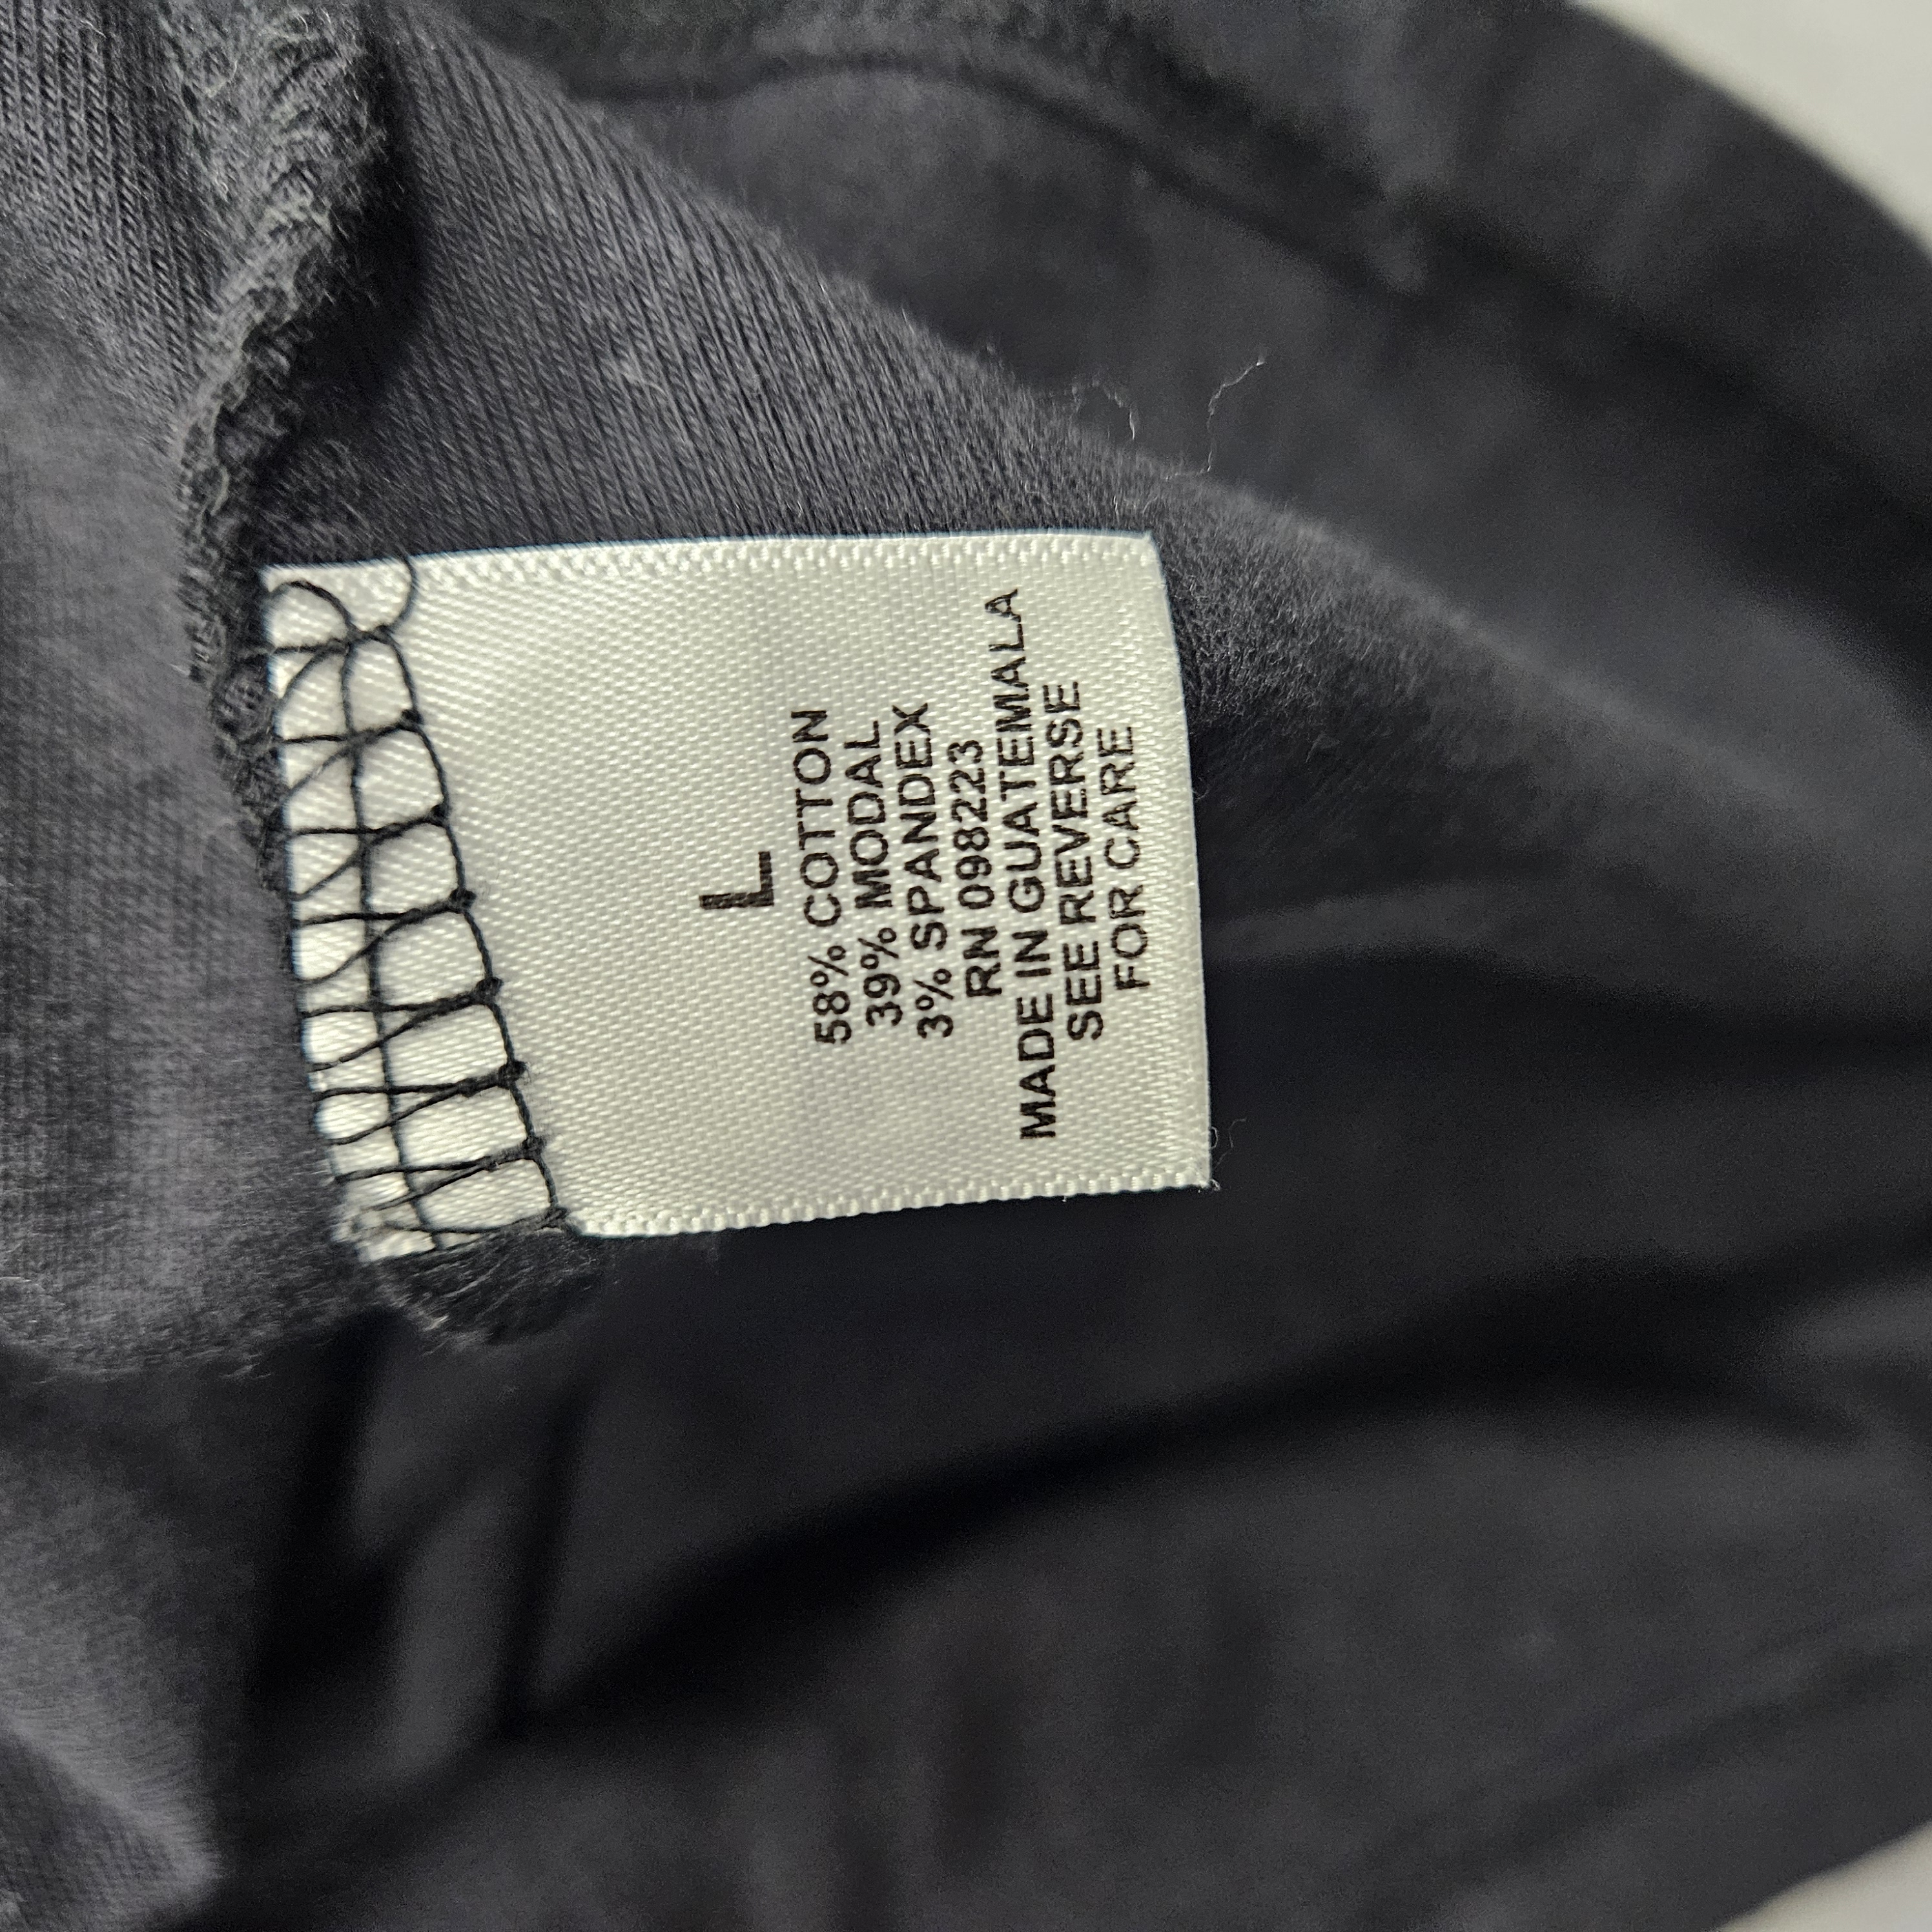 L
58% COTTON
39% MODAL
3% SPANDEX
RN 098223
MADE IN GUATEMALA
SEE REVERSE
FOR CARE